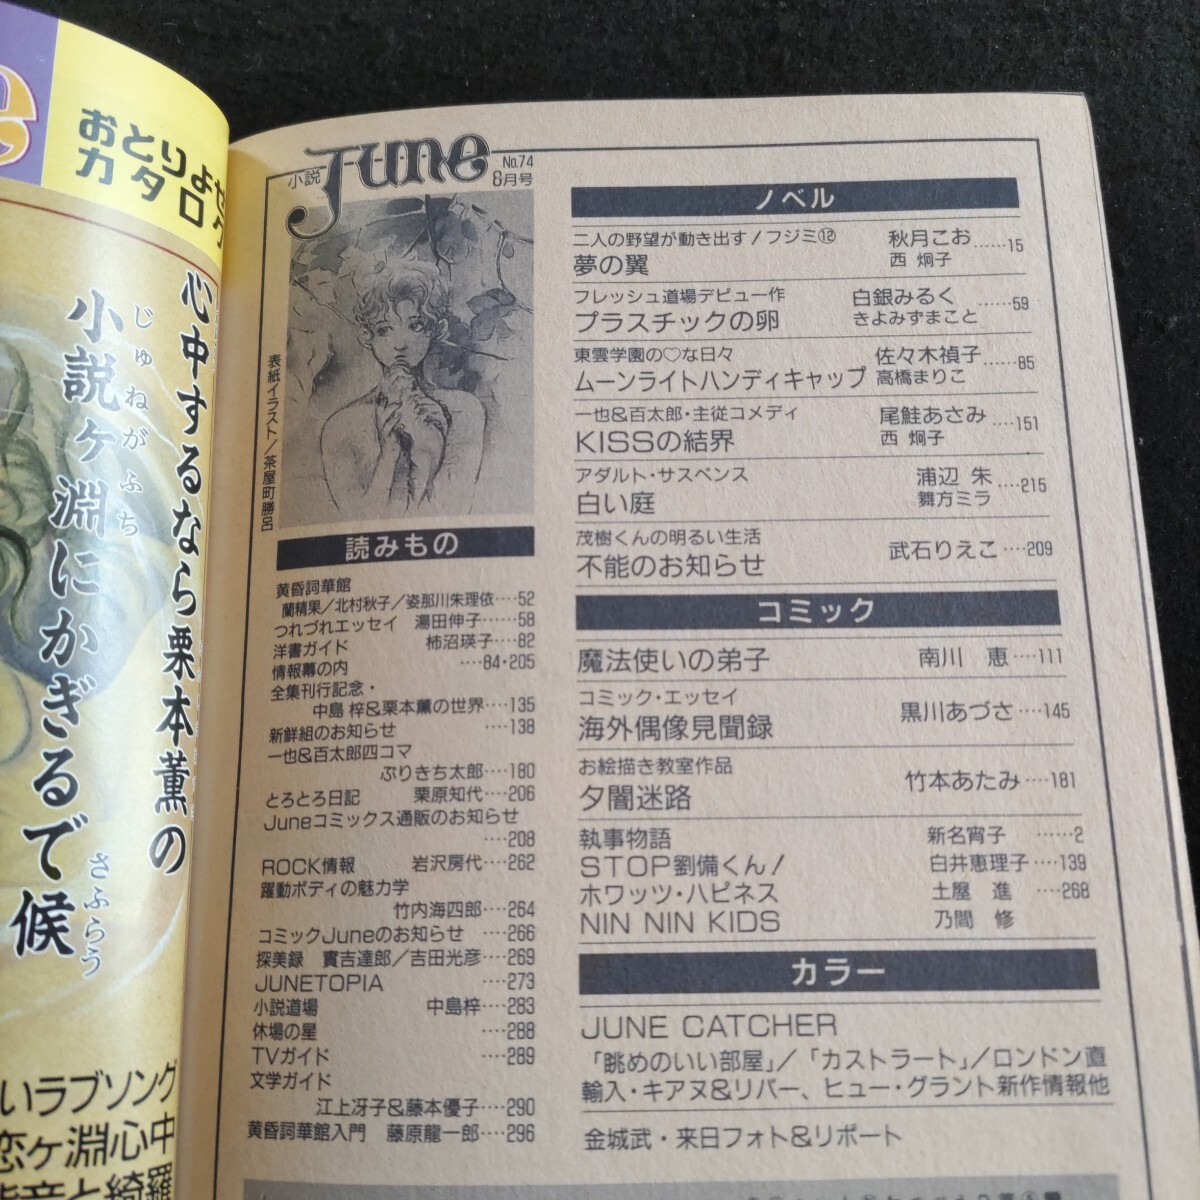 おとりよせ
カタログ
心中するなら栗本薫の
小説ヶ淵にかぎるで候
じゅねがふち
さふらう
いラブソング
恋ヶ淵心中
小説 June
No.74
8月号
表紙イラスト/茶屋町勝呂
読みもの
黄昏詞華館
蘭精果/北村秋子/姿那川朱理依‥‥52
つれづれエッセイ 湯田伸子‥‥58
洋書ガイド 柿沼瑛子‥‥82
情報幕の内 ‥‥84・205
全集刊行記念・
中島 梓&栗本薫の世界‥‥135
新鮮組のお知らせ ‥‥138
一也&百太郎四コマ
ぶりきち太郎‥‥180
とろとろ日記 栗原知代‥‥206
Juneコミックス通販のお知らせ
‥‥208
ROCK情報 岩沢房代‥‥262
躍動ボディの魅力学
竹内海四郎‥‥264
コミックJuneのお知らせ ‥‥266
探美録 實吉達郎/吉田光彦‥‥269
JUNETOPIA ‥‥273
小説道場 中島梓‥‥283
休場の星 ‥‥288
TVガイド ‥‥289
文学ガイド
江上冴子&藤本優子‥‥290
黄昏詞華館入門 藤原龍一郎‥‥296
ノベル
二人の野望が動き出す!フジミ⑫
夢の翼 秋月こお 西 炯子 ‥‥‥15
フレッシュ道場デビュー作
プラスチックの卵 白銀みるく きよみずまこと ‥‥‥59
東雲学園の♡な日々
ムーンライトハンディキャップ 佐々木禎子 高橋まりこ ‥‥85
一也&百太郎・主従コメディ
KISSの結界 尾鮭あさみ 西 炯子 ‥‥151
アダルト・サスペンス
白い庭 浦辺 朱 舞方ミラ ‥‥215
茂樹くんの明るい生活
不能のお知らせ 武石りえこ ‥‥209
コミック
魔法使いの弟子 南川 恵‥‥111
コミック・エッセイ
海外偶像見聞録 黒川あづさ‥‥145
お絵描き教室作品
夕闇迷路 竹本あたみ‥‥181
執事物語 新名宵子 ‥‥‥2
STOP劉備くん! 白井恵理子‥‥139
ホワッツ・ハピネス 土屋 進 ‥‥268
NIN NIN KIDS 乃間 修
カラー
JUNE CATCHER
「眺めのいい部屋」/「カストラート」/ロンドン直
輸入・キアヌ&リバー、ヒュー・グラント新作情報他
金城武・来日フォト&リポート